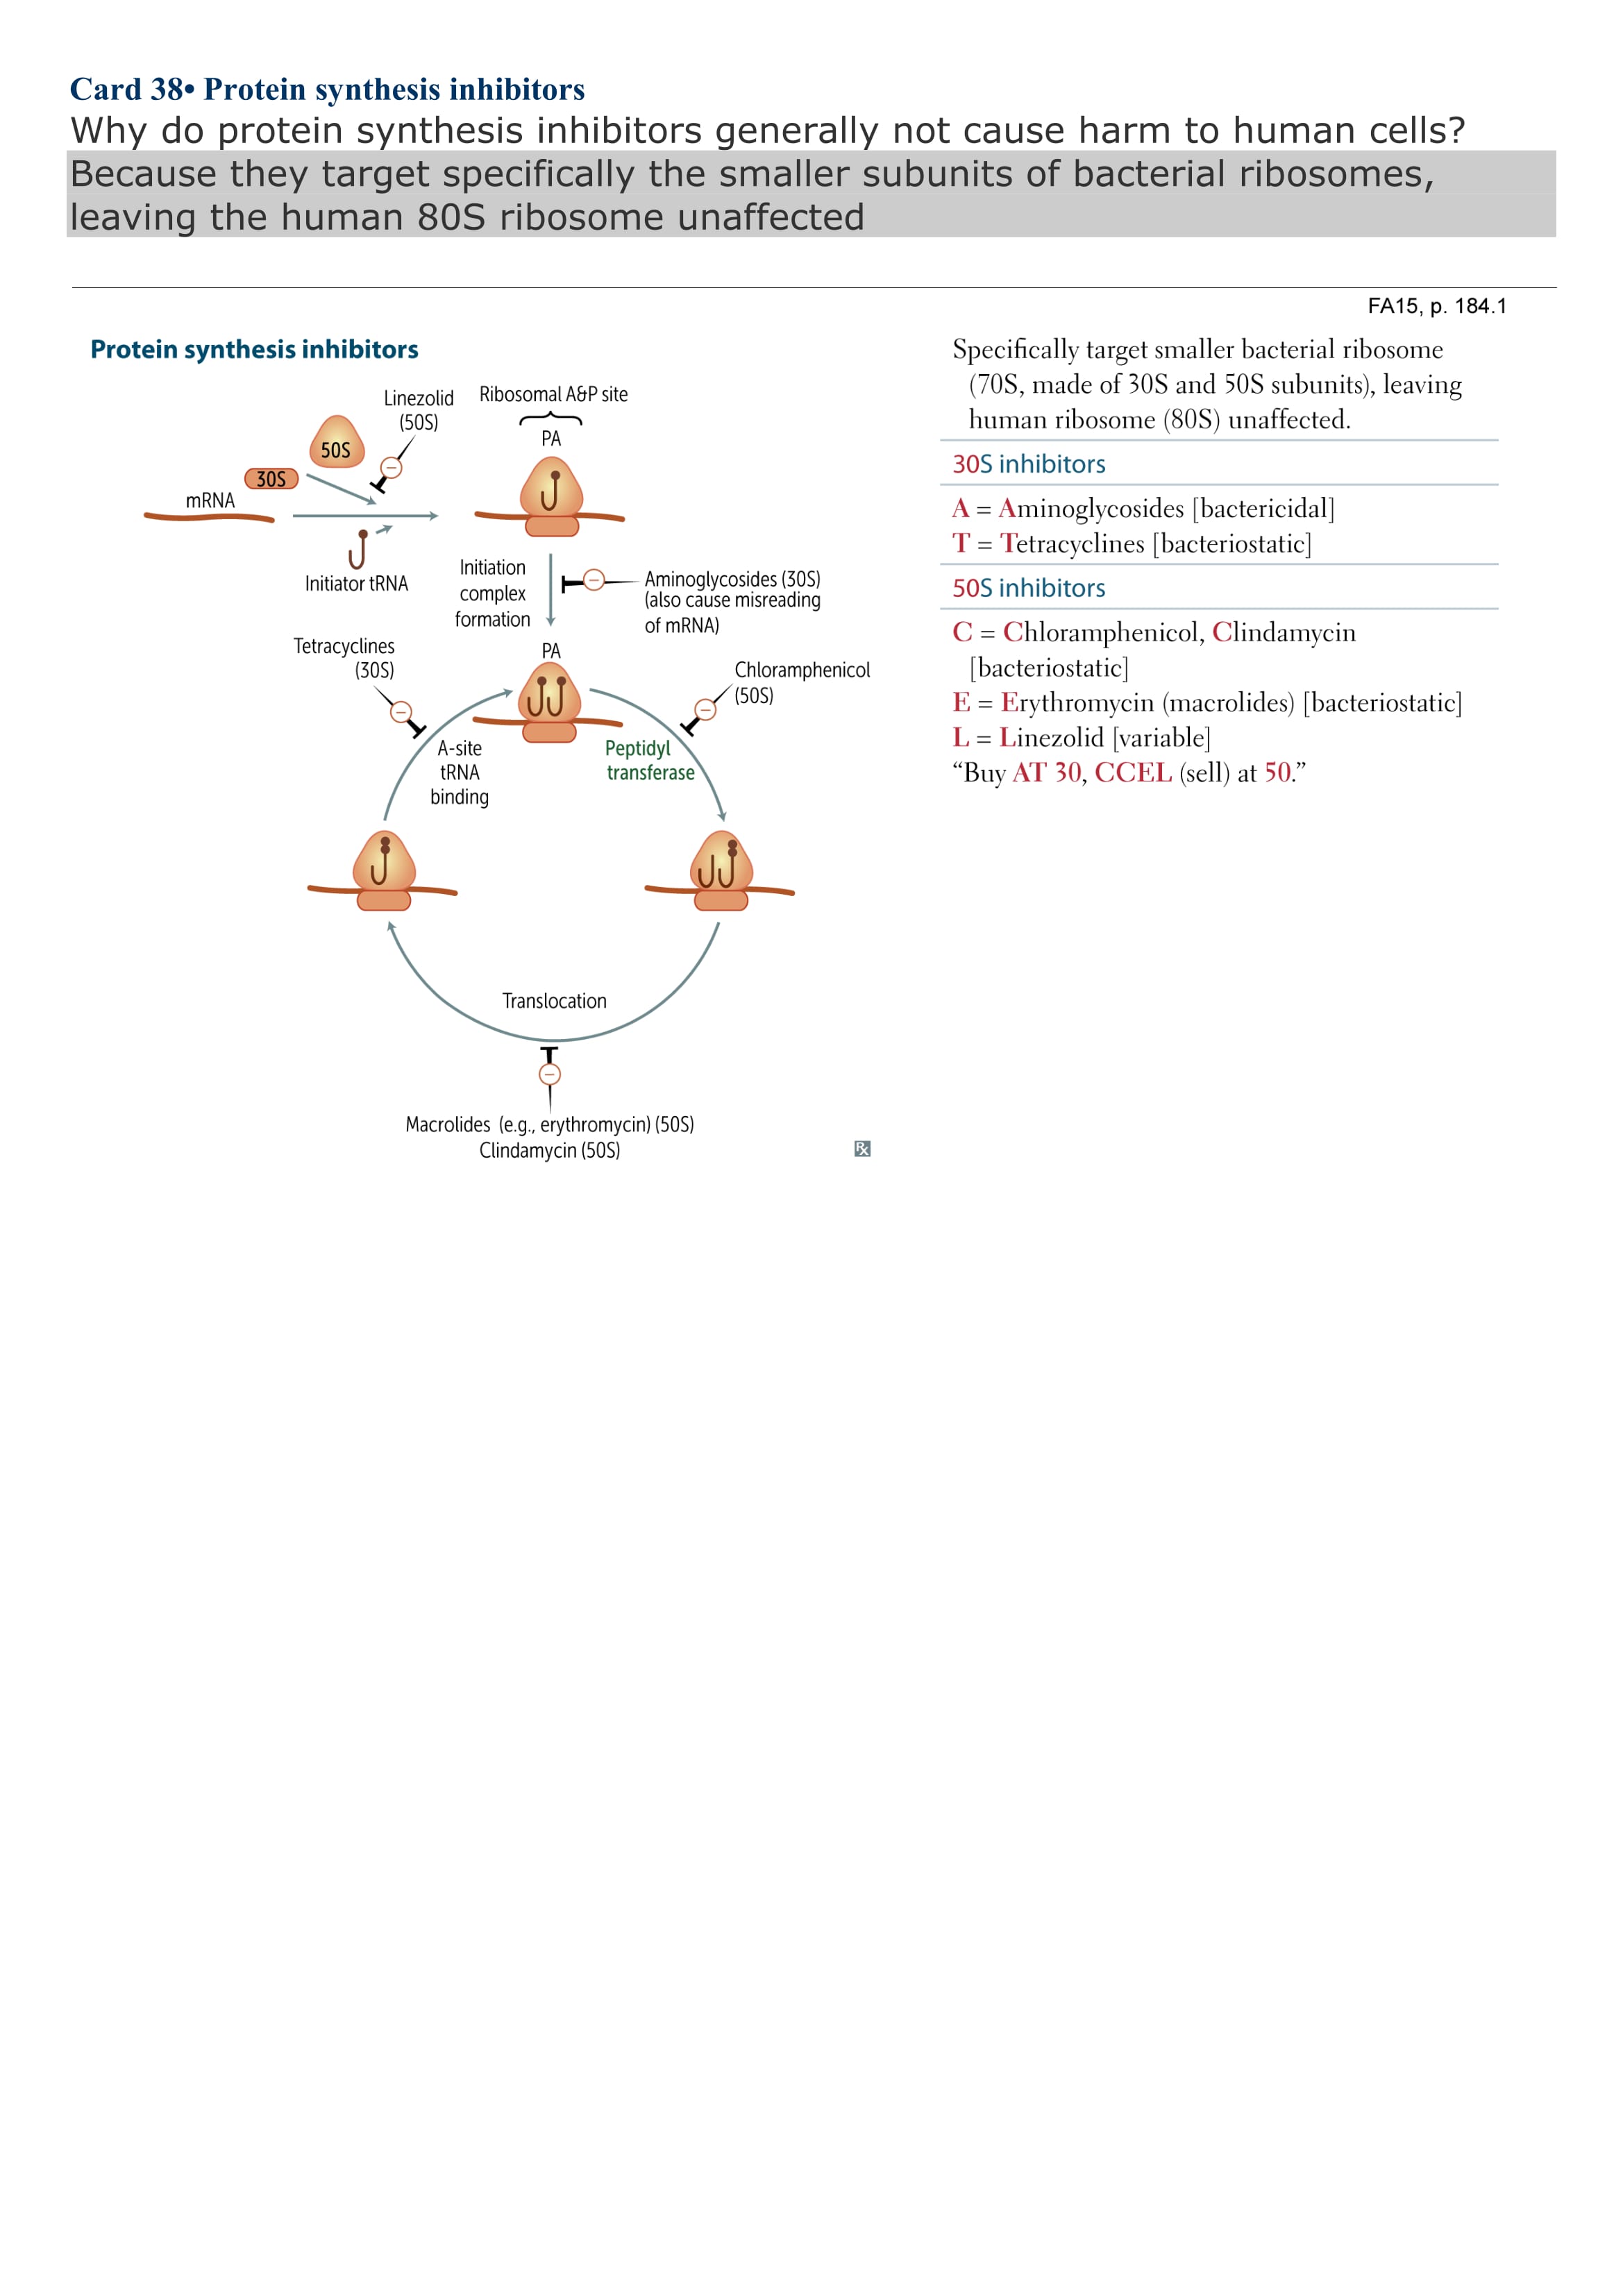 Card 38• Protein synthesis inhibitors
Why do protein synthesis inhibitors generally not cause harm to human cells?
Because they target specifically the smaller subunits of bacterial ribosomes,
leaving the human 80S ribosome unaffected
FA15, p. 184.1
Protein synthesis inhibitors
Linezolid
(50S)
Ribosomal A&P site
PA
50S
30S
mRNA
Initiator tRNA
Initiation
complex
formation
Aminoglycosides (30S)
(also cause misreading
of mRNA)
Tetracyclines
(30S)
PA
Chloramphenicol
(50S)
A-site
tRNA
binding
Peptidyl
transferase
Translocation
Macrolides (e.g., erythromycin) (50S)
Clindamycin (50S)
Rx
Specifically target smaller bacterial ribosome
(70S, made of 30S and 50S subunits), leaving
human ribosome (80S) unaffected.
30S inhibitors
A = Aminoglycosides [bactericidal]
T = Tetracyclines [bacteriostatic]
50S inhibitors
C = Chloramphenicol, Clindamycin
[bacteriostatic]
E = Erythromycin (macrolides) [bacteriostatic]
L = Linezolid [variable]
“Buy AT 30, CCEL (sell) at 50.”